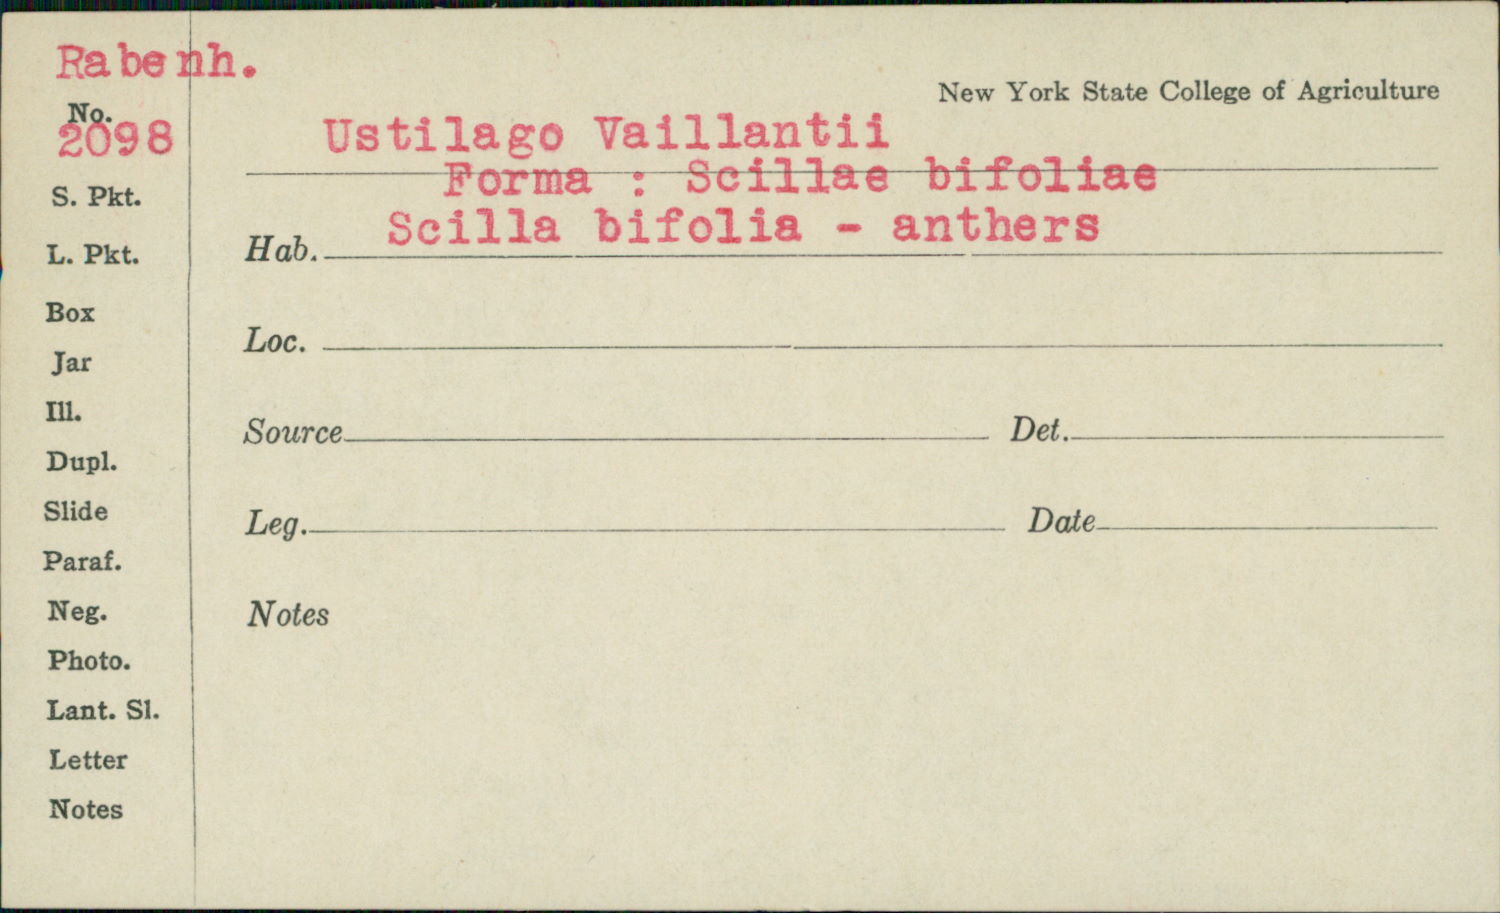 Rabenh.
New York State College of Agriculture
No.
2098
Ustilago Vaillantii
Forma : Scillae bifoliae
Hab. Scilla bifolia - anthers
Loc.
Source Det.
Leg. Date
Notes
S. Pkt.
L. Pkt.
Box
Jar
Ill.
Dupl.
Slide
Paraf.
Neg.
Photo.
Lant. Sl.
Letter
Notes